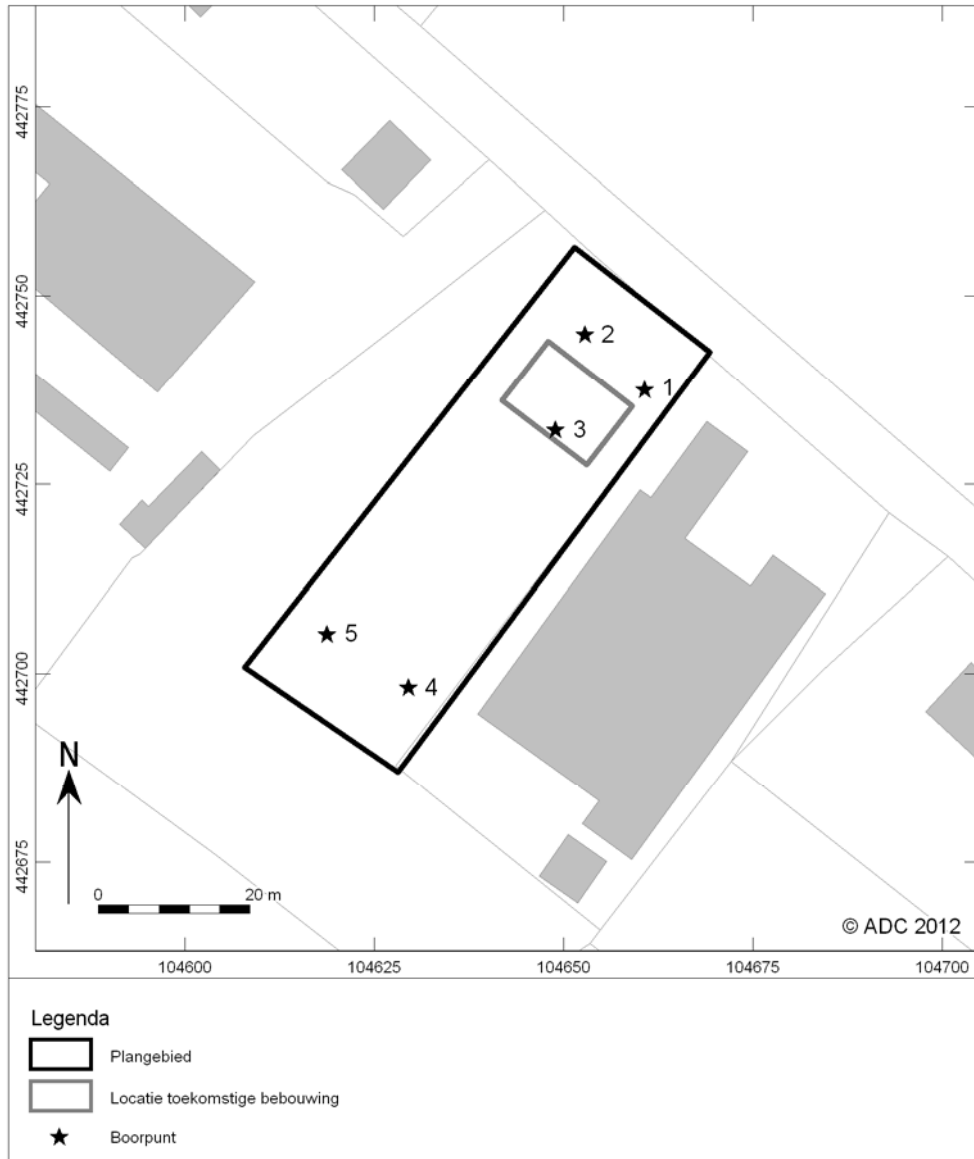 442775
442750
442725
442700
442675
2
1
3
5
4
N
0 20 m
© ADC 2012
104600 104625 104650 104675 104700
Legenda
Plangebied
Locatie toekomstige bebouwing
Boorpunt